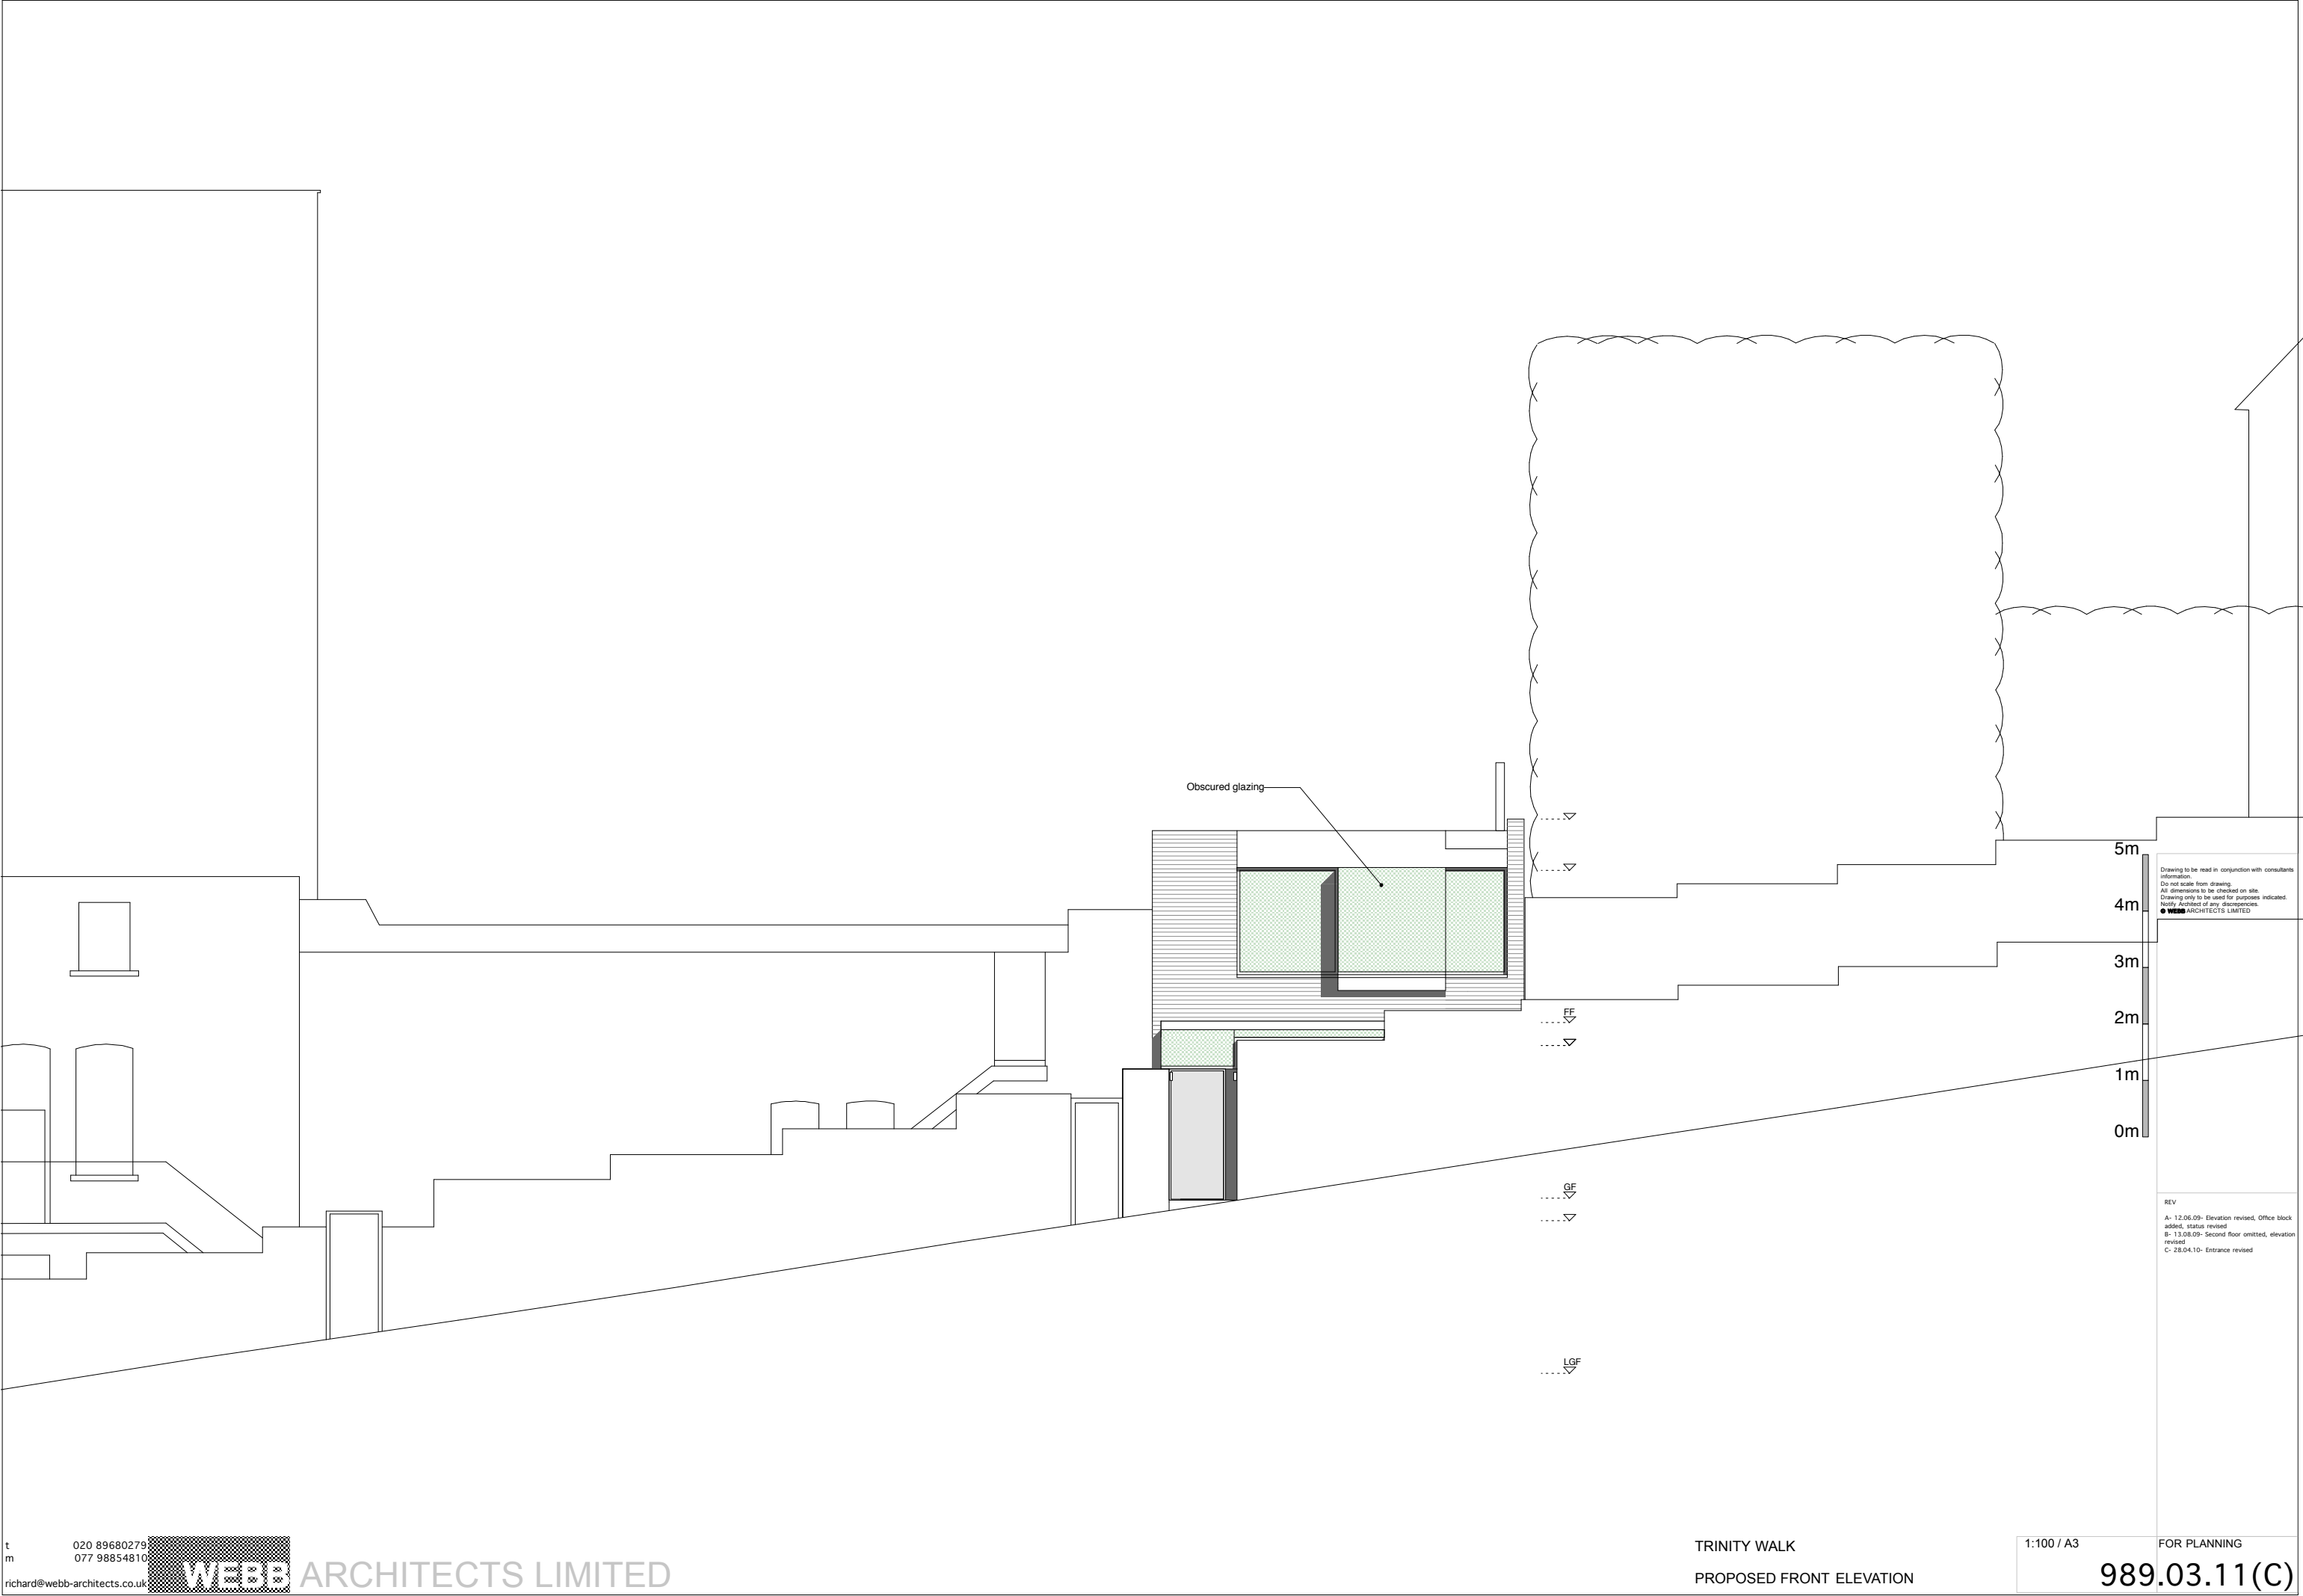 Obscured glazing
5m
4m
3m
2m
1m
0m
FF
GF
LGF
Drawing to be read in conjunction with consultants
information.
Do not scale from drawing.
All dimensions to be checked on site.
Drawing only to be used for purposes indicated.
Notify Architect of any discrepencies.
© WEBB ARCHITECTS LIMITED
REV
A- 12.06.09- Elevation revised, Office block
added, status revised
B- 13.08.09- Second floor omitted, elevation
revised
C- 28.04.10- Entrance revised
t 020 89680279
m 077 98854810
richard@webb-architects.co.uk
WEBB ARCHITECTS LIMITED
TRINITY WALK
PROPOSED FRONT ELEVATION
1:100 / A3
FOR PLANNING
989.03.11(C)